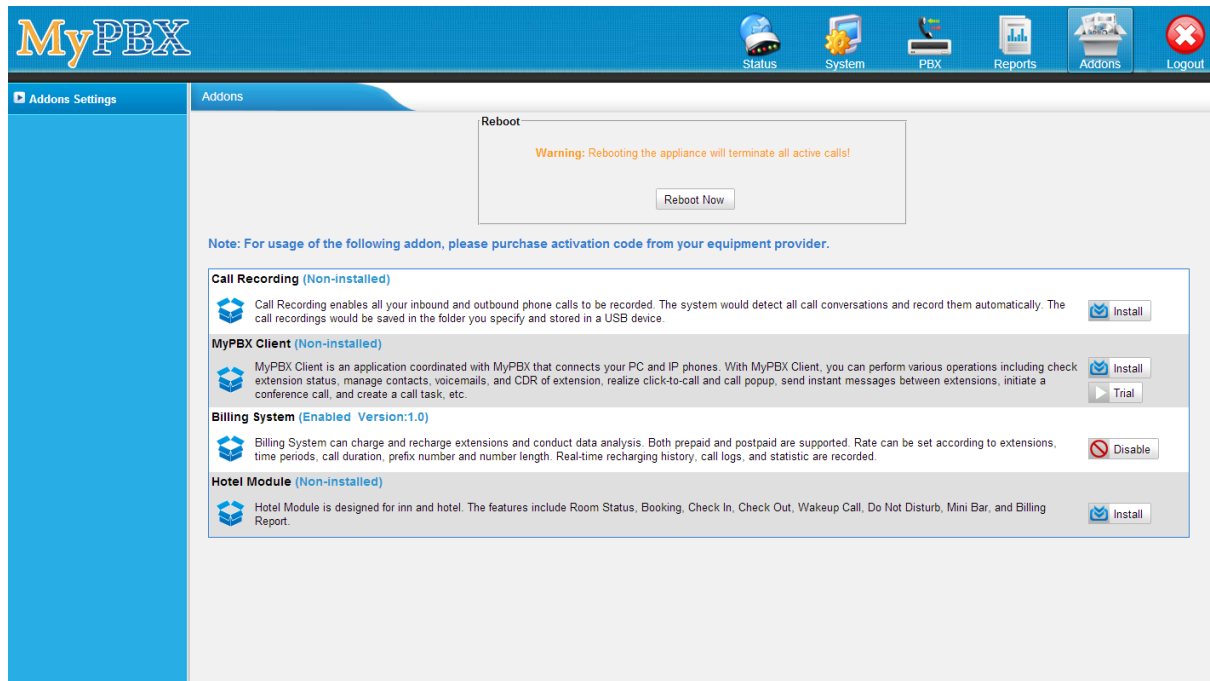 MyPBX
Status
System
PBX
Reports
Addons
Logout
Addons Settings
Addons
Reboot
Warning: Rebooting the appliance will terminate all active calls!
Reboot Now
Note: For usage of the following addon, please purchase activation code from your equipment provider.
Call Recording (Non-installed)
Call Recording enables all your inbound and outbound phone calls to be recorded. The system would detect all call conversations and record them automatically. The
call recordings would be saved in the folder you specify and stored in a USB device.
Install
MyPBX Client (Non-installed)
MyPBX Client is an application coordinated with MyPBX that connects your PC and IP phones. With MyPBX Client, you can perform various operations including check
extension status, manage contacts, voicemails, and CDR of extension, realize click-to-call and call popup, send instant messages between extensions, initiate a
conference call, and create a call task, etc.
Install
Trial
Billing System (Enabled Version:1.0)
Billing System can charge and recharge extensions and conduct data analysis. Both prepaid and postpaid are supported. Rate can be set according to extensions,
time periods, call duration, prefix number and number length. Real-time recharging history, call logs, and statistic are recorded.
Disable
Hotel Module (Non-installed)
Hotel Module is designed for inn and hotel. The features include Room Status, Booking, Check In, Check Out, Wakeup Call, Do Not Disturb, Mini Bar, and Billing
Report.
Install